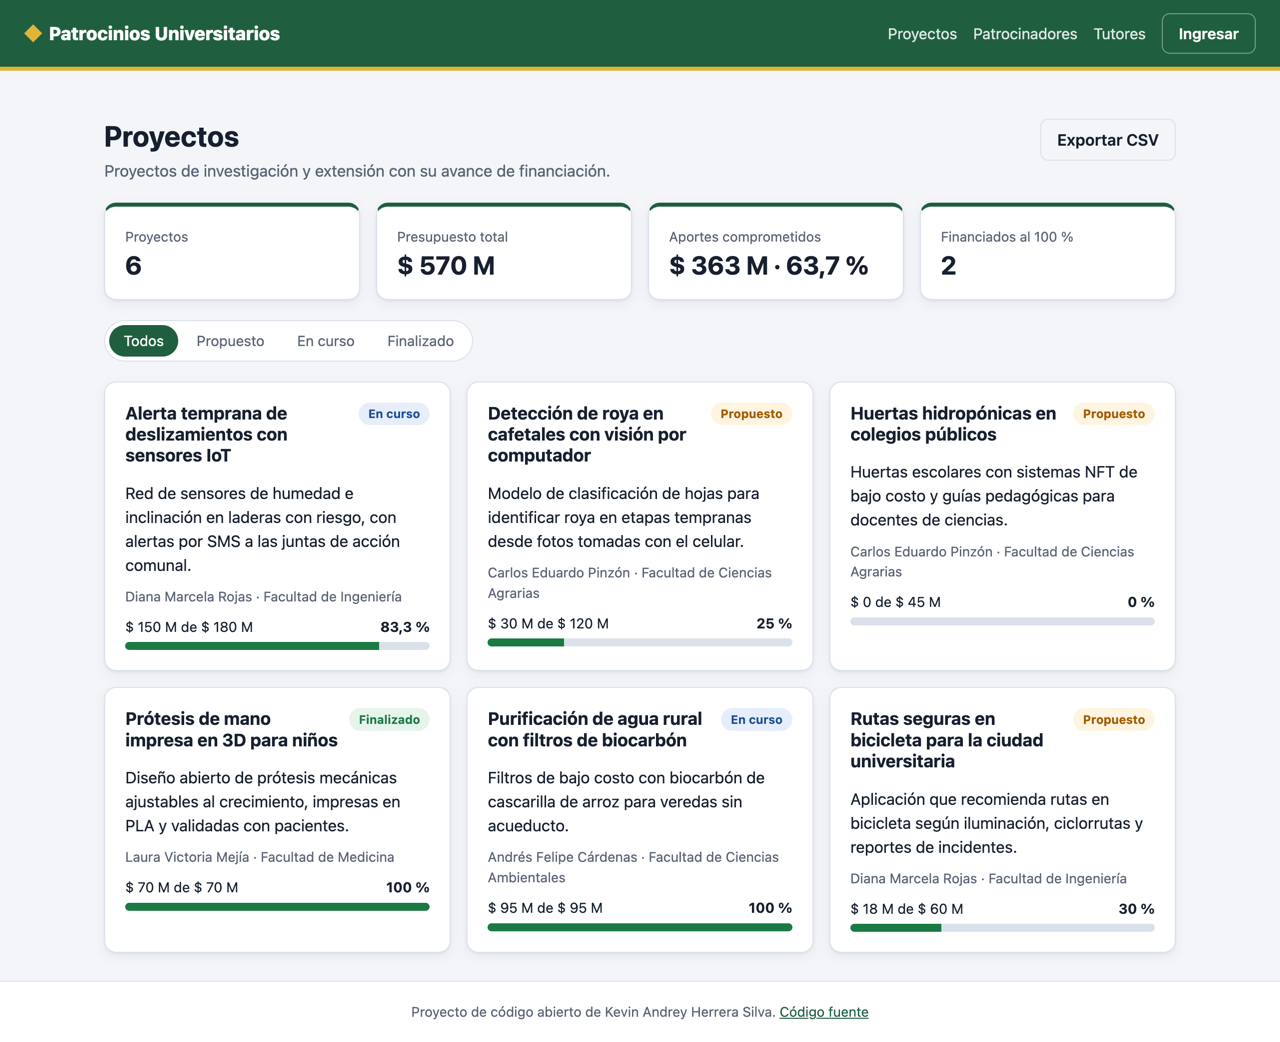 Patrocinios Universitarios
Proyectos
Patrocinadores
Tutores
Ingresar
Proyectos
Exportar CSV
Proyectos de investigación y extensión con su avance de financiación.
Proyectos
6
Presupuesto total
$ 570 M
Aportes comprometidos
$ 363 M · 63,7 %
Financiados al 100 %
2
Todos
Propuesto
En curso
Finalizado
Alerta temprana de
deslizamientos con
sensores IoT
En curso
Red de sensores de humedad e
inclinación en laderas con riesgo, con
alertas por SMS a las juntas de acción
comunal.
Diana Marcela Rojas · Facultad de Ingeniería
$ 150 M de $ 180 M
83,3 %
Detección de roya en
cafetales con visión por
computador
Propuesto
Modelo de clasificación de hojas para
identificar roya en etapas tempranas
desde fotos tomadas con el celular.
Carlos Eduardo Pinzón · Facultad de Ciencias
Agrarias
$ 30 M de $ 120 M
25 %
Huertas hidropónicas en
colegios públicos
Propuesto
Huertas escolares con sistemas NFT de
bajo costo y guías pedagógicas para
docentes de ciencias.
Carlos Eduardo Pinzón · Facultad de Ciencias
Agrarias
$ 0 de $ 45 M
0 %
Prótesis de mano
impresa en 3D para niños
Finalizado
Diseño abierto de prótesis mecánicas
ajustables al crecimiento, impresas en
PLA y validadas con pacientes.
Laura Victoria Mejía · Facultad de Medicina
$ 70 M de $ 70 M
100 %
Purificación de agua rural
con filtros de biocarbón
En curso
Filtros de bajo costo con biocarbón de
cascarilla de arroz para veredas sin
acueducto.
Andrés Felipe Cárdenas · Facultad de Ciencias
Ambientales
$ 95 M de $ 95 M
100 %
Rutas seguras en
bicicleta para la ciudad
universitaria
Propuesto
Aplicación que recomienda rutas en
bicicleta según iluminación, ciclorrutas y
reportes de incidentes.
Diana Marcela Rojas · Facultad de Ingeniería
$ 18 M de $ 60 M
30 %
Proyecto de código abierto de Kevin Andrey Herrera Silva. Código fuente